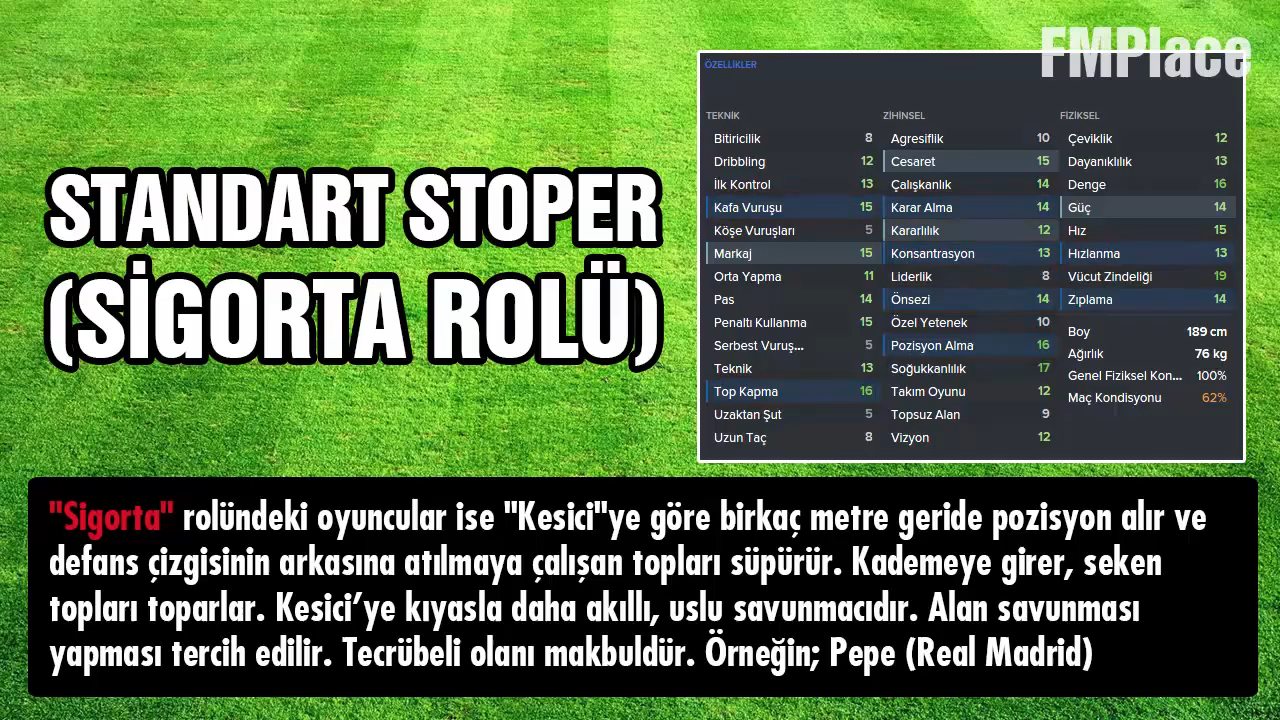 FMPlace
STANDART STOPER
(SİGORTA ROLÜ)
ÖZELLİKLER
TEKNİK
Bitiricilik 8
Dribbling 12
İlk Kontrol 13
Kafa Vuruşu 15
Köşe Vuruşları 5
Markaj 15
Orta Yapma 11
Pas 14
Penaltı Kullanma 15
Serbest Vuruş... 5
Teknik 13
Top Kapma 16
Uzaktan Şut 5
Uzun Taç 8
ZİHİNSEL
Agresiflik 10
Cesaret 15
Çalışkanlık 14
Karar Alma 14
Kararlılık 12
Konsantrasyon 13
Liderlik 8
Önsezi 14
Özel Yetenek 10
Pozisyon Alma 16
Soğukkanlılık 17
Takım Oyunu 12
Topsuz Alan 9
Vizyon 12
FİZİKSEL
Çeviklik 12
Dayanıklılık 13
Denge 16
Güç 14
Hız 15
Hızlanma 13
Vücut Zindeliği 19
Zıplama 14
Boy 189 cm
Ağırlık 76 kg
Genel Fiziksel Kon... 100%
Maç Kondisyonu 62%
"Sigorta" rolündeki oyuncular ise "Kesici"ye göre birkaç metre geride pozisyon alır ve
defans çizgisinin arkasına atılmaya çalışan topları süpürür. Kademeye girer, seken
topları toparlar. Kesici’ye kıyasla daha akıllı, uslu savunmacıdır. Alan savunması
yapması tercih edilir. Tecrübeli olanı makbuldür. Örneğin; Pepe (Real Madrid)